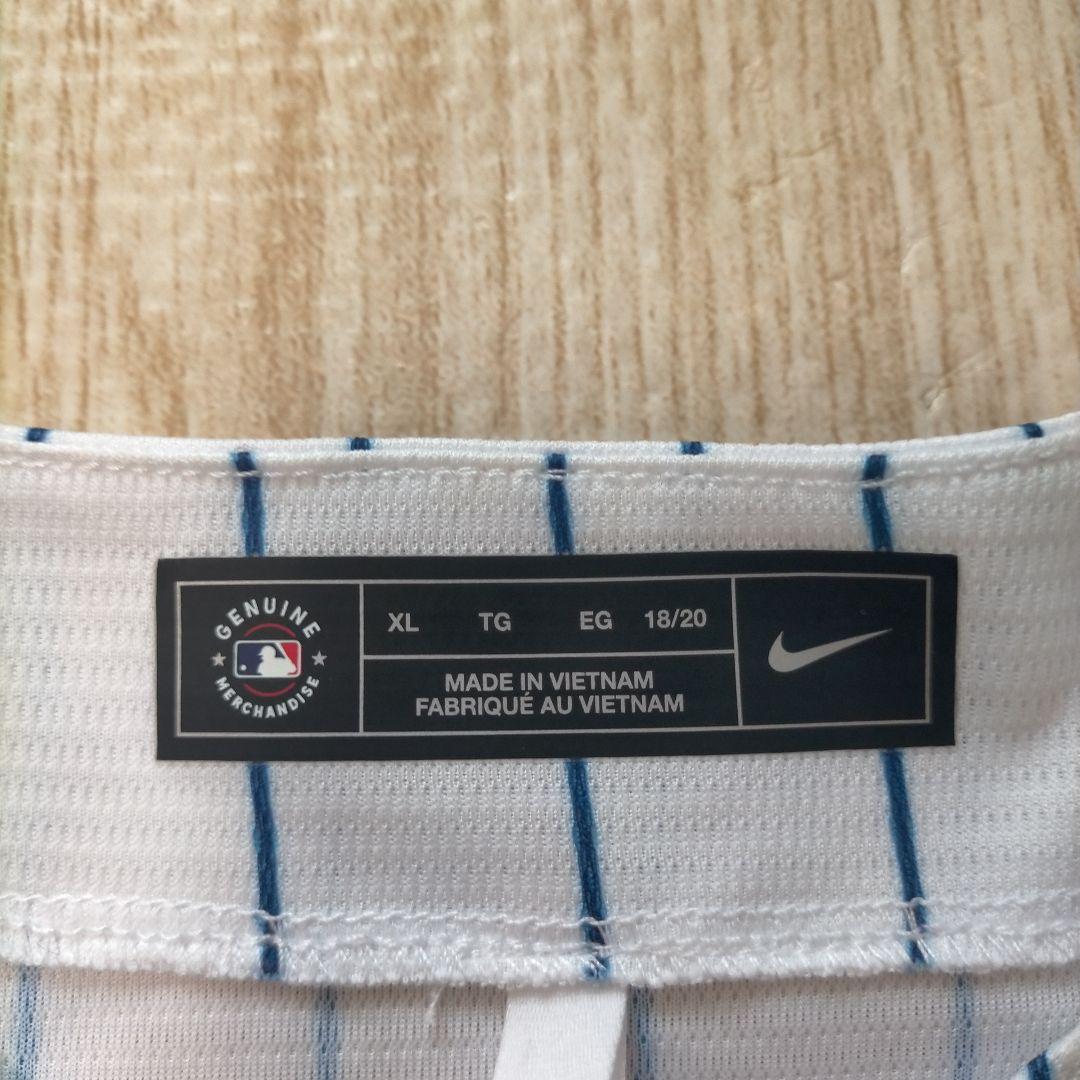 GENUINE
MERCHANDISE
XL TG EG 18/20
MADE IN VIETNAM
FABRIQUÉ AU VIETNAM